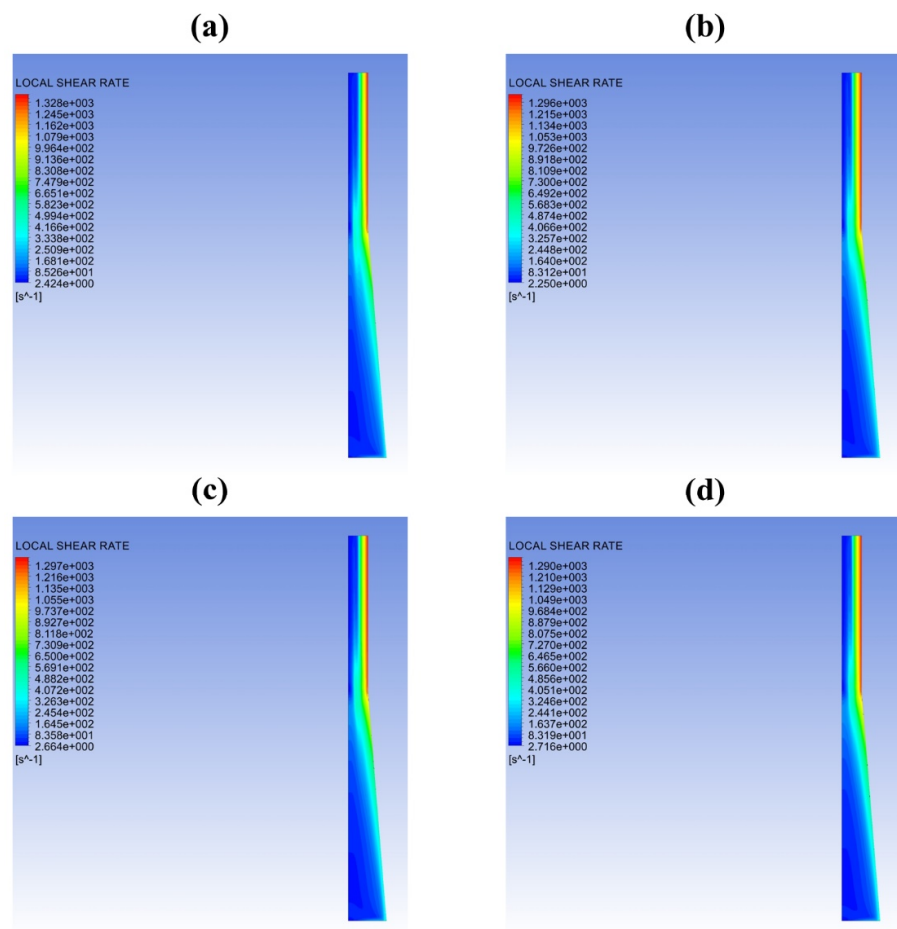 (a)
LOCAL SHEAR RATE
1.328e+003
1.245e+003
1.162e+003
1.079e+003
9.964e+002
9.136e+002
8.308e+002
7.479e+002
6.651e+002
5.823e+002
4.994e+002
4.166e+002
3.338e+002
2.509e+002
1.681e+002
8.526e+001
2.424e+000
[s^-1]
(b)
LOCAL SHEAR RATE
1.296e+003
1.215e+003
1.134e+003
1.053e+003
9.726e+002
8.918e+002
8.109e+002
7.300e+002
6.492e+002
5.683e+002
4.874e+002
4.066e+002
3.257e+002
2.448e+002
1.640e+002
8.312e+001
2.250e+000
[s^-1]
(c)
LOCAL SHEAR RATE
1.297e+003
1.216e+003
1.135e+003
1.055e+003
9.737e+002
8.927e+002
8.118e+002
7.309e+002
6.500e+002
5.691e+002
4.882e+002
4.072e+002
3.263e+002
2.454e+002
1.645e+002
8.358e+001
2.664e+000
[s^-1]
(d)
LOCAL SHEAR RATE
1.290e+003
1.210e+003
1.129e+003
1.049e+003
9.684e+002
8.879e+002
8.075e+002
7.270e+002
6.465e+002
5.660e+002
4.856e+002
4.051e+002
3.246e+002
2.441e+002
1.637e+002
8.319e+001
2.716e+000
[s^-1]